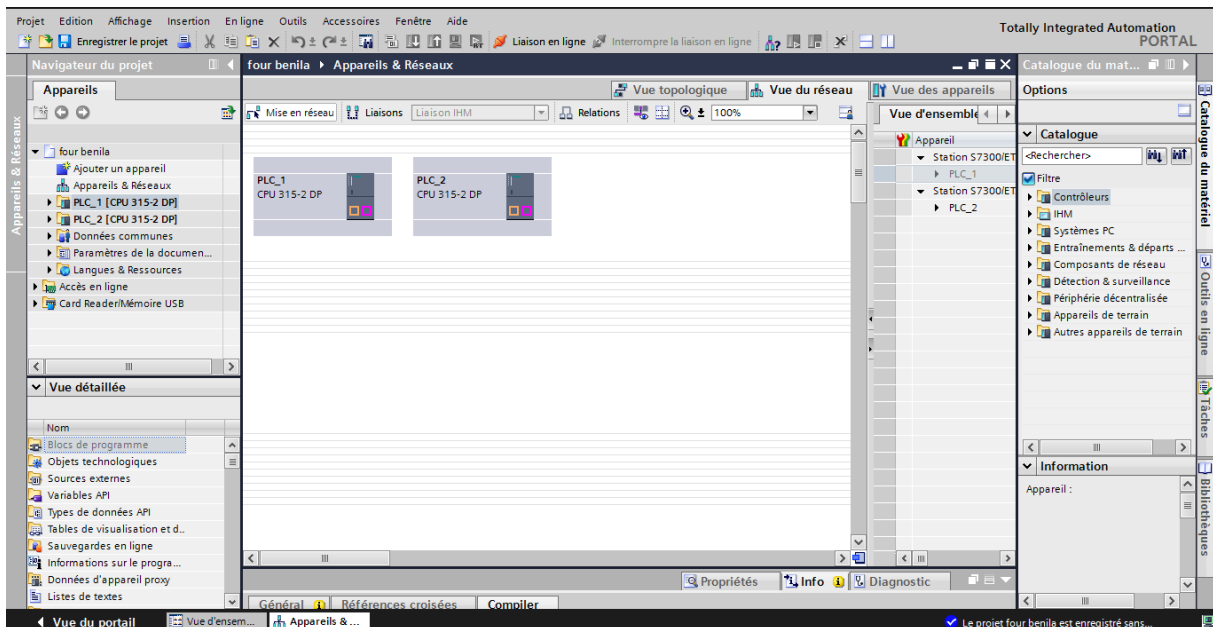 Projet Edition Affichage Insertion En ligne Outils Accessoires Fenêtre Aide
Totally Integrated Automation
PORTAL
Enregistrer le projet Liaison en ligne Interrompre la liaison en ligne
Navigateur du projet
four benila Appareils & Réseaux
Catalogue du mat...
Appareils
Vue topologique Vue du réseau Vue des appareils
Options
Mise en réseau Liaisons Liaison IHM Relations 100%
Vue d'ensemble
Appareils & Réseaux
four benila
Ajouter un appareil
Appareils & Réseaux
PLC_1 [CPU 315-2 DP]
PLC_2 [CPU 315-2 DP]
Données communes
Paramètres de la documen...
Langues & Ressources
Accès en ligne
Card Reader/Mémoire USB
PLC_1
CPU 315-2 DP
PLC_2
CPU 315-2 DP
Appareil
Station S7300/ET
PLC_1
Station S7300/ET
PLC_2
Catalogue
<Rechercher>
Filtre
Contrôleurs
IHM
Systèmes PC
Entraînements & départs ...
Composants de réseau
Détection & surveillance
Périphérie décentralisée
Appareils de terrain
Autres appareils de terrain
Catalogue du matériel
Outils en ligne
Tâches
Bibliothèques
Vue détaillée
Nom
Blocs de programme
Objets technologiques
Sources externes
Variables API
Types de données API
Tables de visualisation et d..
Sauvegardes en ligne
Informations sur le progra...
Données d'appareil proxy
Listes de textes
Information
Appareil :
Propriétés Info Diagnostic
Général Références croisées Compiler
Vue du portail Vue d'ensem... Appareils & ...
Le projet four benila est enregistré sans...